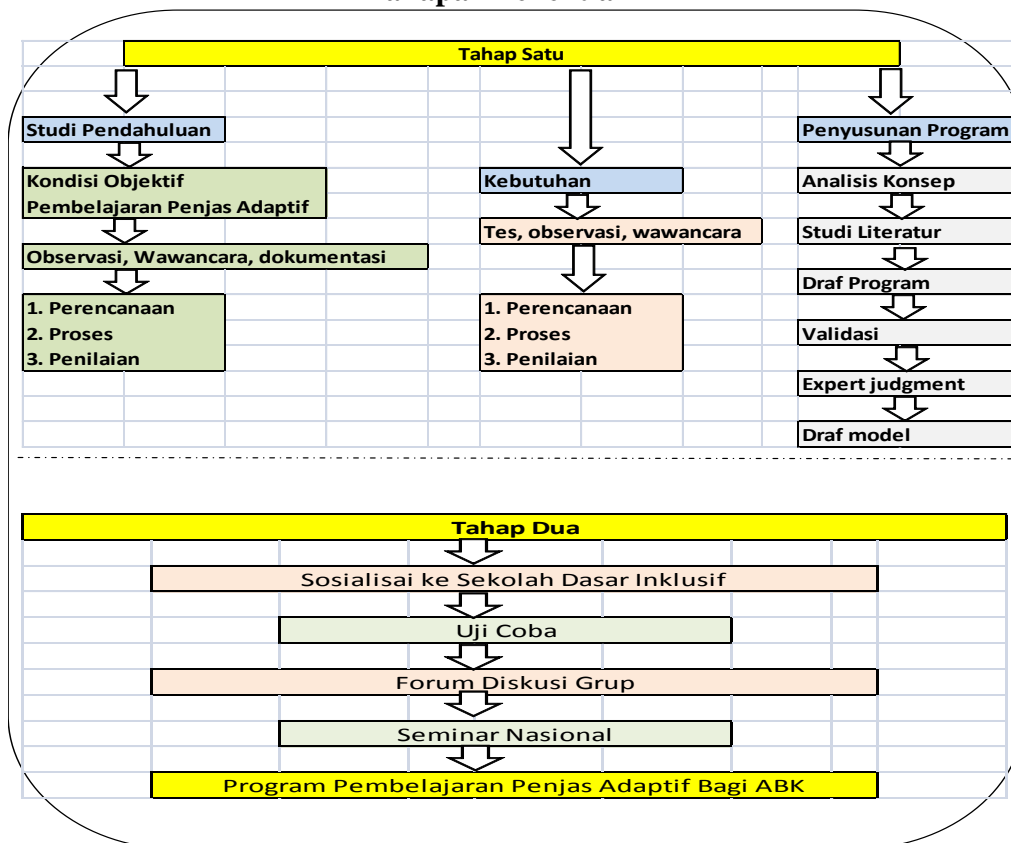 Tahap Satu
Studi Pendahuluan
Kondisi Objektif
Pembelajaran Penjas Adaptif
Observasi, Wawancara, dokumentasi
1. Perencanaan
2. Proses
3. Penilaian
Kebutuhan
Tes, observasi, wawancara
1. Perencanaan
2. Proses
3. Penilaian
Penyusunan Program
Analisis Konsep
Studi Literatur
Draf Program
Validasi
Expert judgment
Draf model
Tahap Dua
Sosialisai ke Sekolah Dasar Inklusif
Uji Coba
Forum Diskusi Grup
Seminar Nasional
Program Pembelajaran Penjas Adaptif Bagi ABK